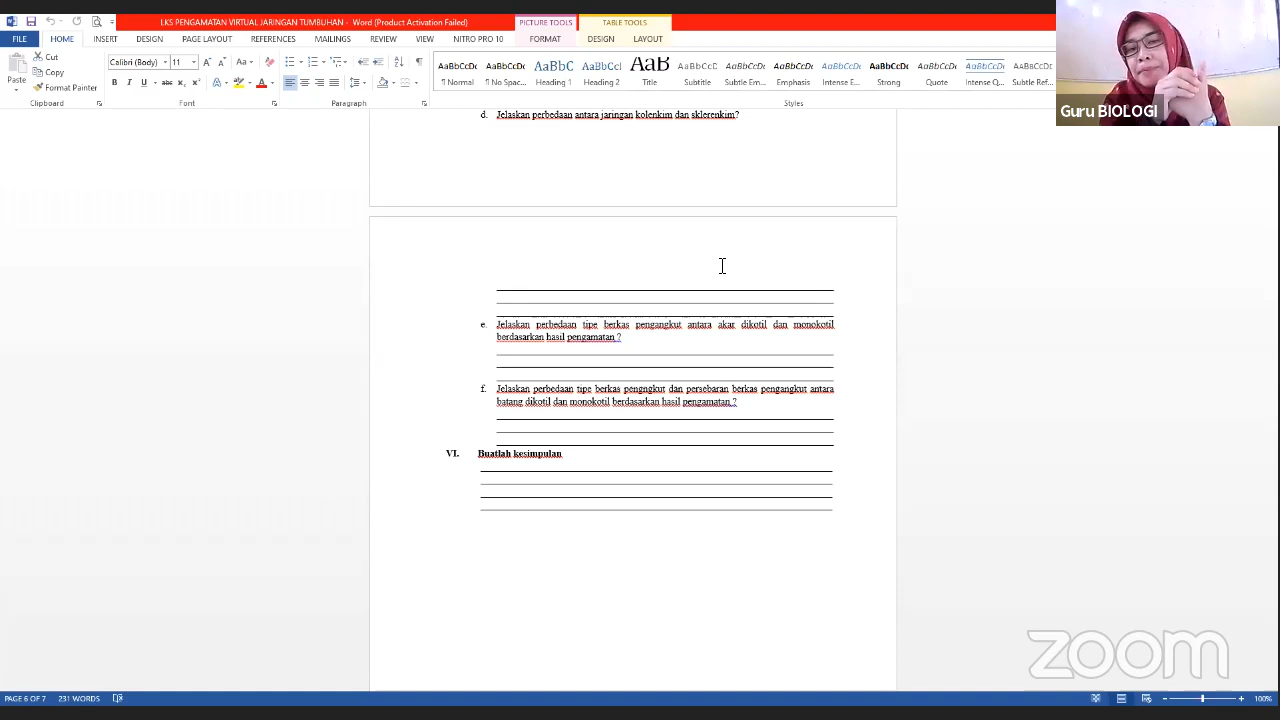 LKS PENGAMATAN VIRTUAL JARINGAN TUMBUHAN - Word (Product Activation Failed)
PICTURE TOOLS
TABLE TOOLS
FILE HOME INSERT DESIGN PAGE LAYOUT REFERENCES MAILINGS REVIEW VIEW NITRO PRO 10 FORMAT DESIGN LAYOUT
Cut
Copy
Format Painter
Paste
Clipboard
Calibri (Body) 11
Font
Paragraph
AaBbCcDc AaBbCcDc AaBbC AaBbCcI AaB AaBbCcD AaBbCcDc AaBbCcDc AaBbCcDc AaBbCcDc AaBbCcDc AaBbCcDc AaBbCcDc
¶ Normal ¶ No Spac... Heading 1 Heading 2 Title Subtitle Subtle Em... Emphasis Intense E... Strong Quote Intense Q... Subtle Ref...
Styles
Guru BIOLOGI
d. Jelaskan perbedaan antara jaringan kolenkim dan sklerenkim?
e. Jelaskan perbedaan tipe berkas pengangkut antara akar dikotil dan monokotil
berdasarkan hasil pengamatan ?
f. Jelaskan perbedaan tipe berkas pengngkut dan persebaran berkas pengangkut antara
batang dikotil dan monokotil berdasarkan hasil pengamatan ?
VI. Buatlah kesimpulan
zoom
PAGE 6 OF 7 231 WORDS
100%